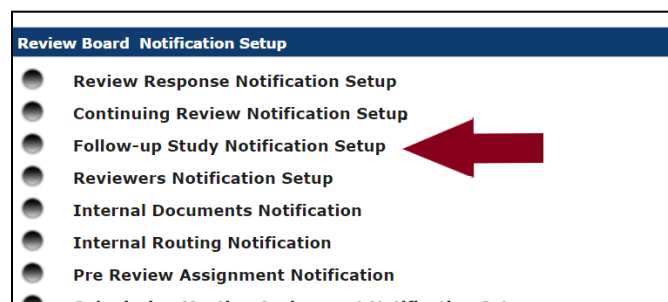 Review Board Notification Setup
Review Response Notification Setup
Continuing Review Notification Setup
Follow-up Study Notification Setup
Reviewers Notification Setup
Internal Documents Notification
Internal Routing Notification
Pre Review Assignment Notification